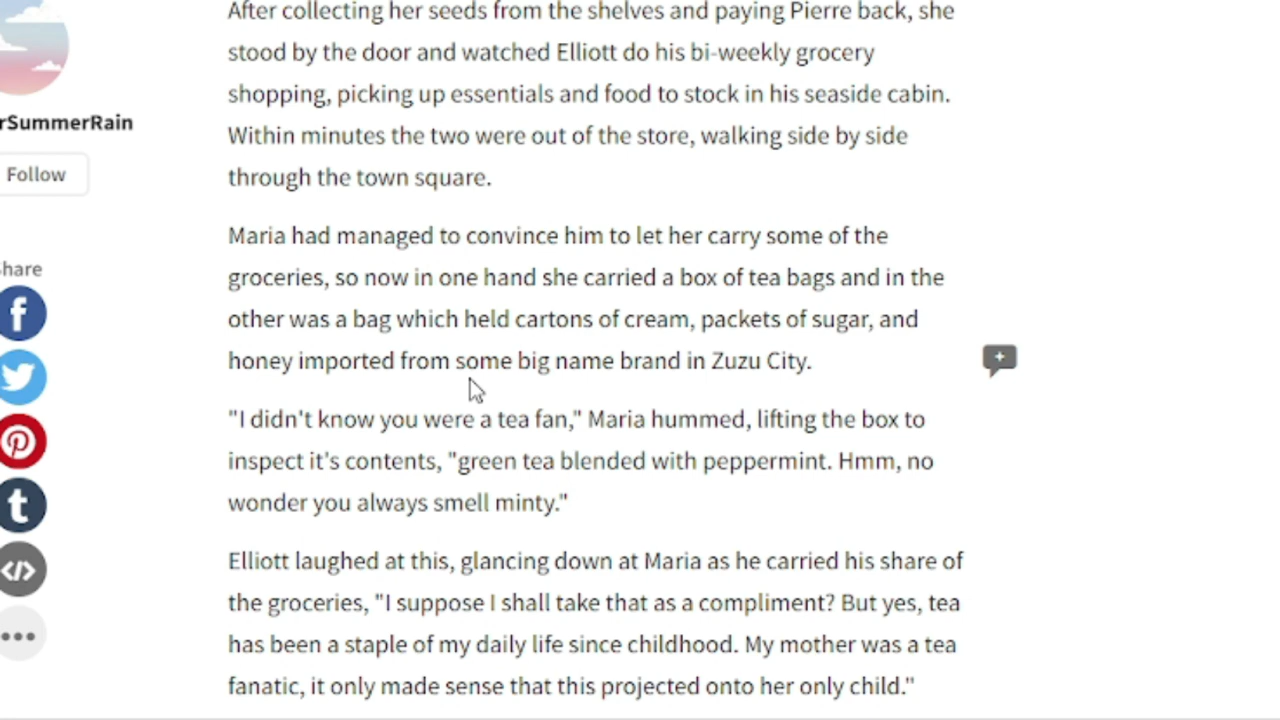 After collecting her seeds from the shelves and paying Pierre back, she
stood by the door and watched Elliott do his bi-weekly grocery
shopping, picking up essentials and food to stock in his seaside cabin.
Within minutes the two were out of the store, walking side by side
through the town square.
rSummerRain
Follow
Share
Maria had managed to convince him to let her carry some of the
groceries, so now in one hand she carried a box of tea bags and in the
other was a bag which held cartons of cream, packets of sugar, and
honey imported from some big name brand in Zuzu City.
"I didn't know you were a tea fan," Maria hummed, lifting the box to
inspect it's contents, "green tea blended with peppermint. Hmm, no
wonder you always smell minty."
Elliott laughed at this, glancing down at Maria as he carried his share of
the groceries, "I suppose I shall take that as a compliment? But yes, tea
has been a staple of my daily life since childhood. My mother was a tea
fanatic, it only made sense that this projected onto her only child."